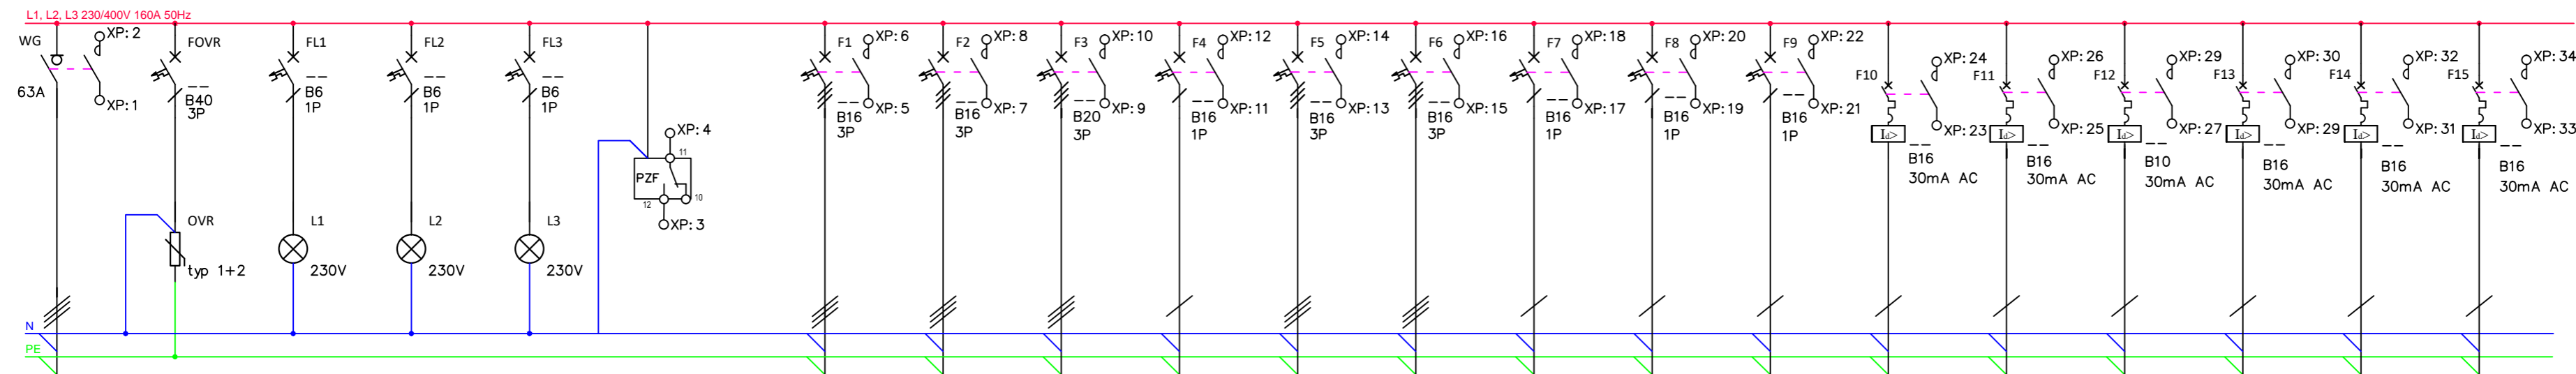 L1, L2, L3 230/400V 160A 50Hz
WG
63A
XP: 2
XP: 1
FOVR
B40
3P
OVR
typ 1+2
FL1
B6
1P
L1
230V
FL2
B6
1P
L2
230V
FL3
B6
1P
L3
230V
XP: 4
11
PZF
12
10
XP: 3
F1
XP: 6
XP: 5
B16
3P
F2
XP: 8
XP: 7
B16
3P
F3
XP: 10
XP: 9
B20
3P
F4
XP: 12
XP: 11
B16
1P
F5
XP: 14
XP: 13
B16
3P
F6
XP: 16
XP: 15
B16
3P
F7
XP: 18
XP: 17
B16
1P
F8
XP: 20
XP: 19
B16
1P
F9
XP: 22
XP: 21
B16
1P
F10
XP: 24
XP: 23
Id>
B16
30mA AC
F11
XP: 26
XP: 25
Id>
B16
30mA AC
F12
XP: 29
XP: 27
Id>
B10
30mA AC
F13
XP: 30
XP: 29
Id>
B16
30mA AC
F14
XP: 32
XP: 31
Id>
B16
30mA AC
F15
XP: 34
XP: 33
Id>
B16
30mA AC
N
PE